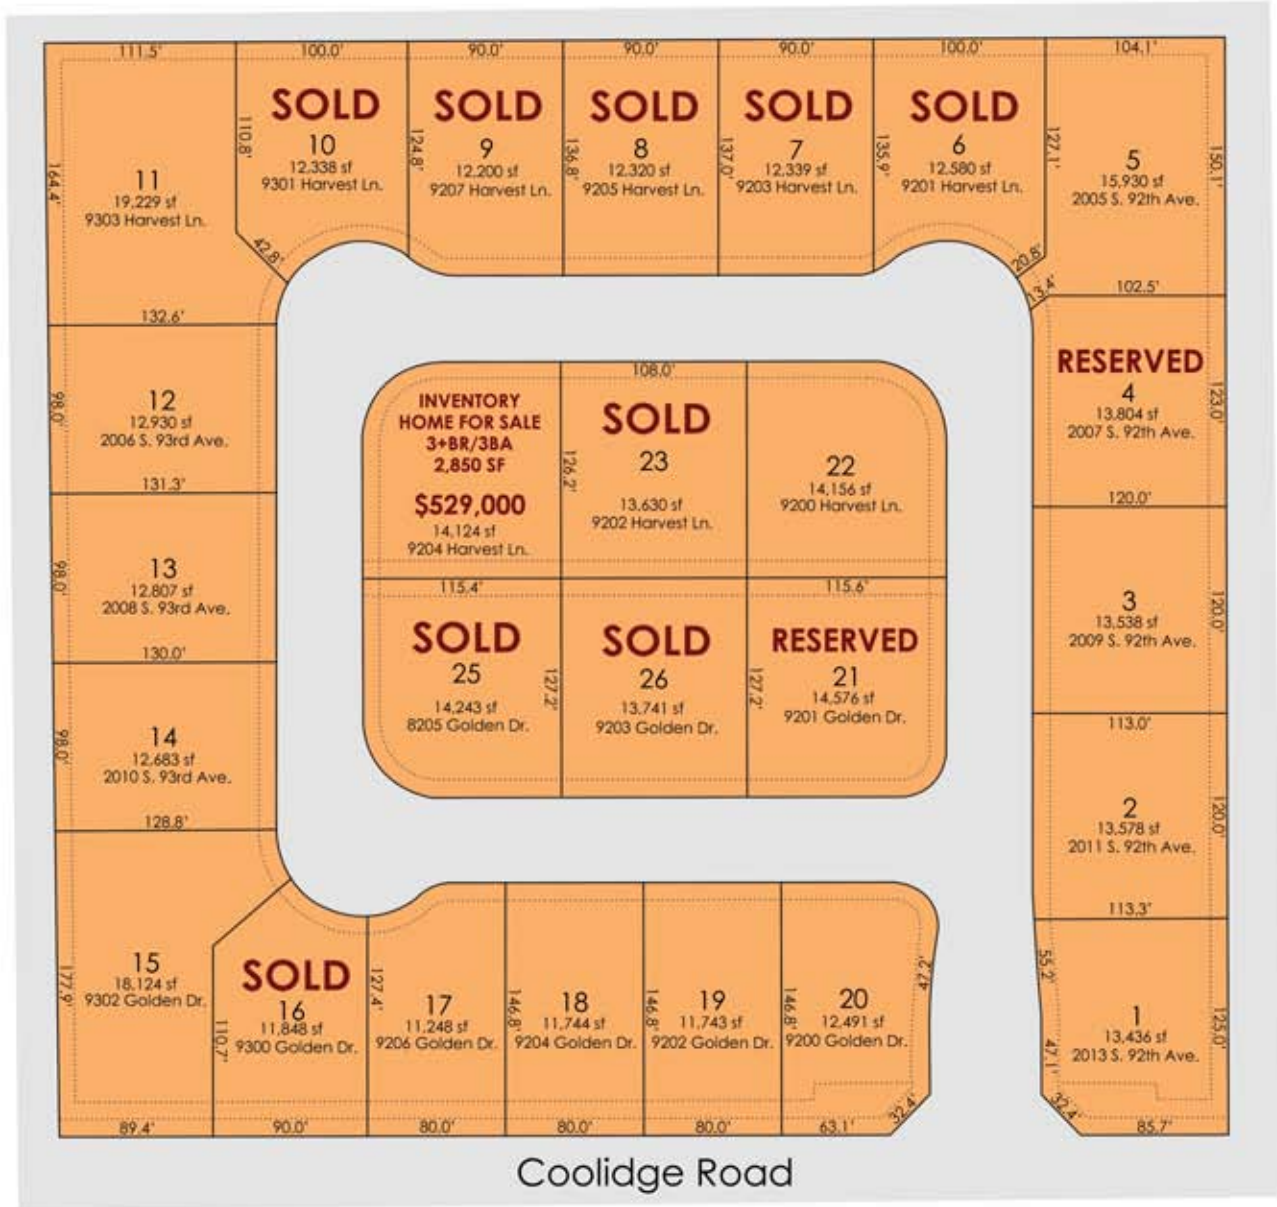 111.5'
100.0'
90.0'
90.0'
90.0'
100.0'
104.1'
164.4'
11
19,229 sf
9303 Harvest Ln.
132.6'
110.8'
SOLD
10
12,338 sf
9301 Harvest Ln.
42.8'
124.8'
SOLD
9
12,200 sf
9207 Harvest Ln.
136.8'
SOLD
8
12,320 sf
9205 Harvest Ln.
137.0'
SOLD
7
12,339 sf
9203 Harvest Ln.
135.9'
SOLD
6
12,580 sf
9201 Harvest Ln.
20.8'
127.1'
5
15,930 sf
2005 S. 92th Ave.
150.1'
13.4'
102.5'
98.0'
12
12,930 sf
2006 S. 93rd Ave.
131.3'
INVENTORY
HOME FOR SALE
3+BR/3BA
2,850 SF
$529,000
14,124 sf
9204 Harvest Ln.
115.4'
108.0'
126.2'
SOLD
23
13,630 sf
9202 Harvest Ln.
22
14,156 sf
9200 Harvest Ln.
115.6'
RESERVED
4
13,804 sf
2007 S. 92th Ave.
123.0'
120.0'
98.0'
13
12,807 sf
2008 S. 93rd Ave.
130.0'
SOLD
25
14,243 sf
8205 Golden Dr.
127.2'
SOLD
26
13,741 sf
9203 Golden Dr.
127.2'
RESERVED
21
14,576 sf
9201 Golden Dr.
3
13,538 sf
2009 S. 92th Ave.
120.0'
113.0'
98.0'
14
12,683 sf
2010 S. 93rd Ave.
128.8'
2
13,578 sf
2011 S. 92th Ave.
120.0'
113.3'
177.9'
15
18,124 sf
9302 Golden Dr.
110.7'
SOLD
16
11,848 sf
9300 Golden Dr.
127.4'
17
11,248 sf
9206 Golden Dr.
146.8'
18
11,744 sf
9204 Golden Dr.
146.8'
19
11,743 sf
9202 Golden Dr.
146.8'
20
12,491 sf
9200 Golden Dr.
47.2'
32.4'
55.2'
47.1'
32.4'
1
13,436 sf
2013 S. 92th Ave.
125.0'
89.4'
90.0'
80.0'
80.0'
80.0'
63.1'
85.7'
Coolidge Road